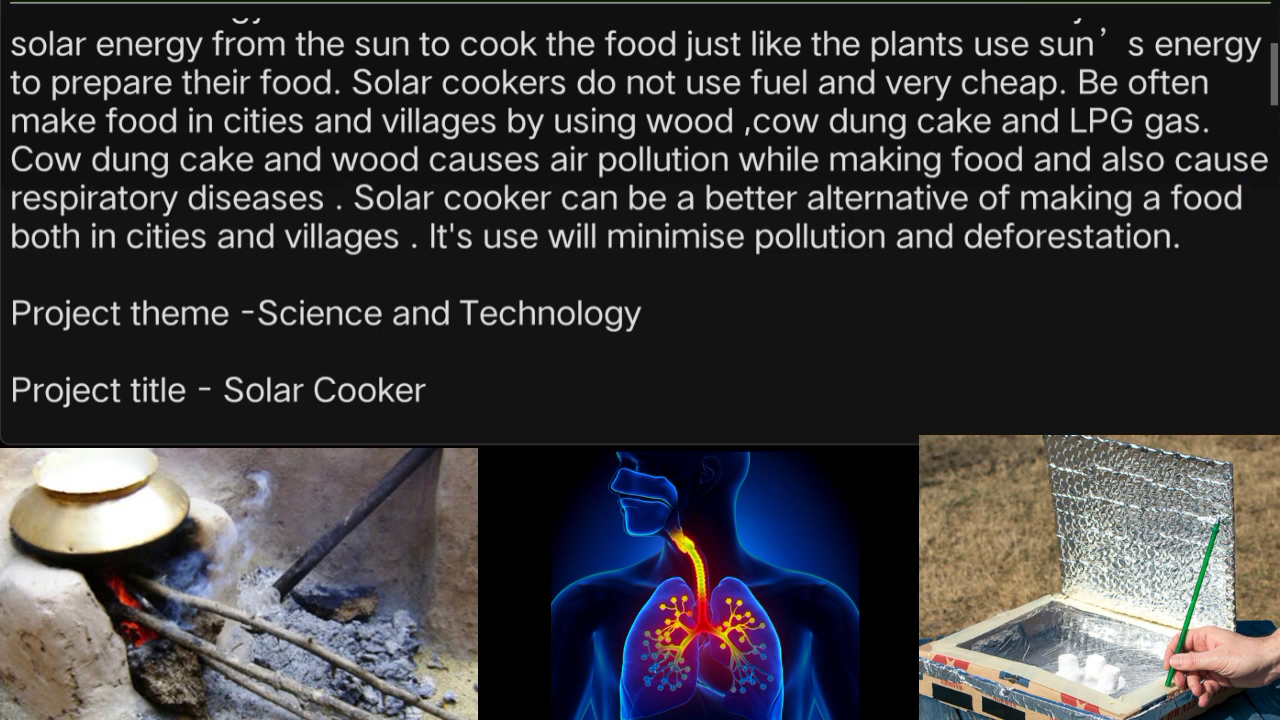 solar energy from the sun to cook the food just like the plants use sun’s energy
to prepare their food. Solar cookers do not use fuel and very cheap. Be often
make food in cities and villages by using wood ,cow dung cake and LPG gas.
Cow dung cake and wood causes air pollution while making food and also cause
respiratory diseases . Solar cooker can be a better alternative of making a food
both in cities and villages . It's use will minimise pollution and deforestation.
Project theme -Science and Technology
Project title - Solar Cooker